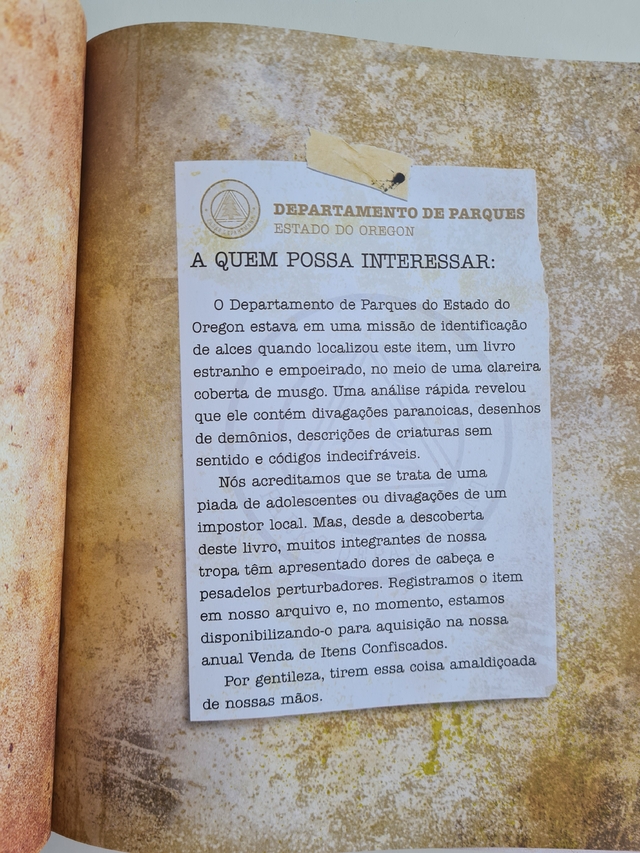 DEPARTAMENTO DE PARQUES
ESTADO DO OREGON
A QUEM POSSA INTERESSAR:
O Departamento de Parques do Estado do
Oregon estava em uma missão de identificação
de alces quando localizou este item, um livro
estranho e empoeirado, no meio de uma clareira
coberta de musgo. Uma análise rápida revelou
que ele contém divagações paranoicas, desenhos
de demônios, descrições de criaturas sem
sentido e códigos indecifráveis.
Nós acreditamos que se trata de uma
piada de adolescentes ou divagações de um
impostor local. Mas, desde a descoberta
deste livro, muitos integrantes de nossa
tropa têm apresentado dores de cabeça e
pesadelos perturbadores. Registramos o item
em nosso arquivo e, no momento, estamos
disponibilizando-o para aquisição na nossa
anual Venda de Itens Confiscados.
Por gentileza, tirem essa coisa amaldiçoada
de nossas mãos.